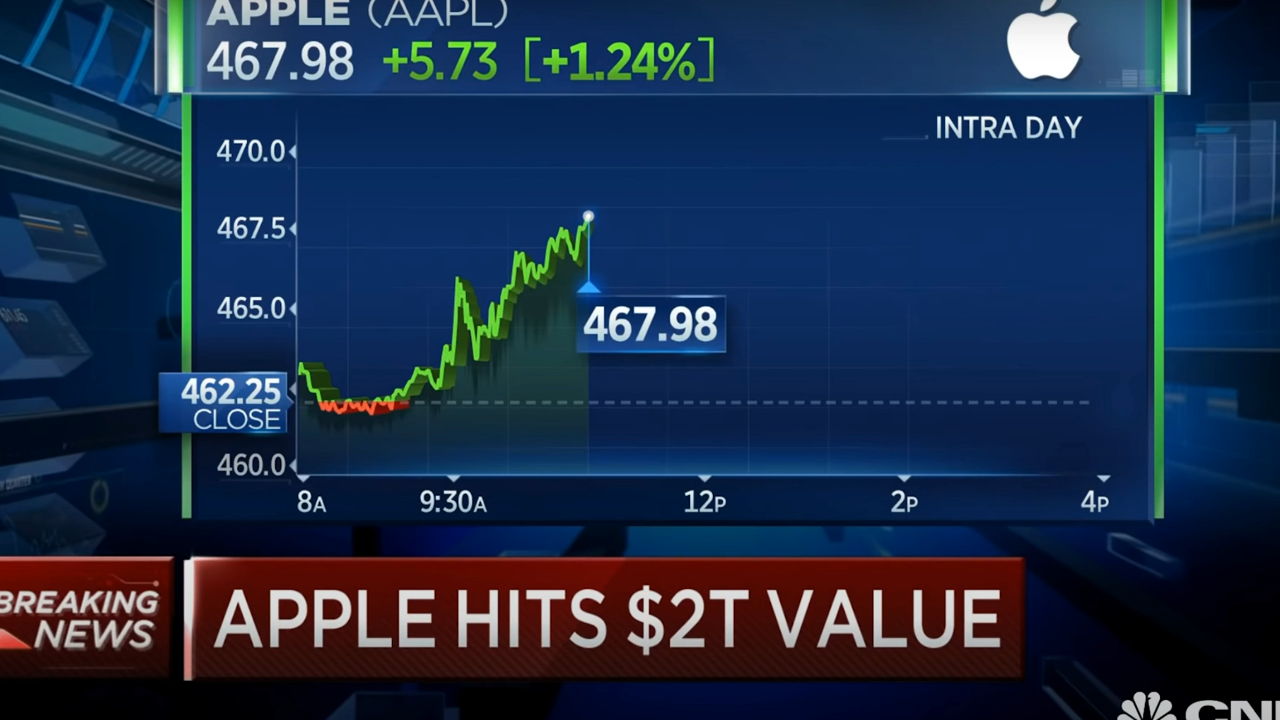 APPLE (AAPL)
467.98 +5.73 [+1.24%]
INTRA DAY
470.0
467.5
467.98
465.0
462.25
CLOSE
460.0
8A 9:30A 12P 2P 4P
BREAKING
NEWS
APPLE HITS $2T VALUE